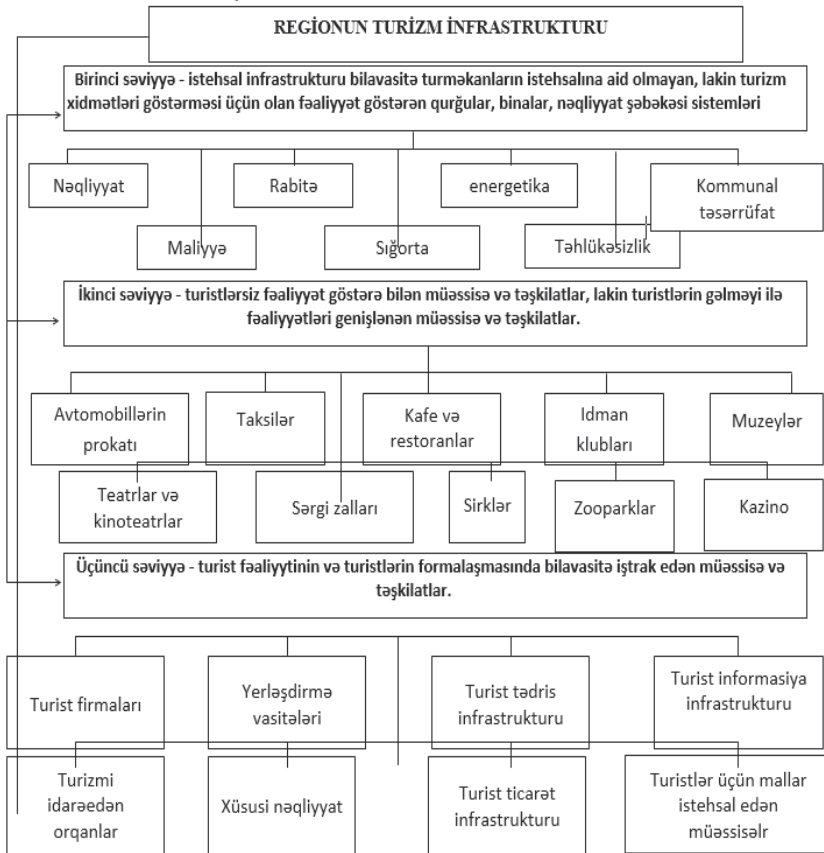 REGİONUN TURİZM İNFRASTRUKTURU
Birinci səviyyə - istehsal infrastrukturu bilavasitə turməkanların istehsalına aid olmayan, lakin turizm
xidmətləri göstərməsi üçün olan fəaliyyət göstərən qurğular, binalar, nəqliyyat şəbəkəsi sistemləri
Nəqliyyat
Rabitə
energetika
Kommunal
təsərrüfat
Maliyyə
Sığorta
Təhlükəsizlik
İkinci səviyyə - turistlərsiz fəaliyyət göstərə bilən müəssisə və təşkilatlar, lakin turistlərin gəlməyi ilə
fəaliyyətləri genişlənən müəssisə və təşkilatlar.
Avtomobillərin
prokatı
Taksilər
Kafe və
restoranlar
Idman
klubları
Muzeylər
Teatrlar və
kinoteatrlar
Sərgi zalları
Sirklər
Zooparklar
Kazino
Üçüncü səviyyə - turist fəaliyytinin və turistlərin formalaşmasında bilavasitə iştrak edən müəssisə və
təşkilatlar.
Turist firmaları
Yerləşdirmə
vasitələri
Turist tədris
infrastrukturu
Turist informasiya
infrastrukturu
Turizmi
idarəedən
orqanlar
Xüsusi nəqliyyat
Turist ticarət
infrastrukturu
Turistlər üçün mallar
istehsal edən
müəssisəlr